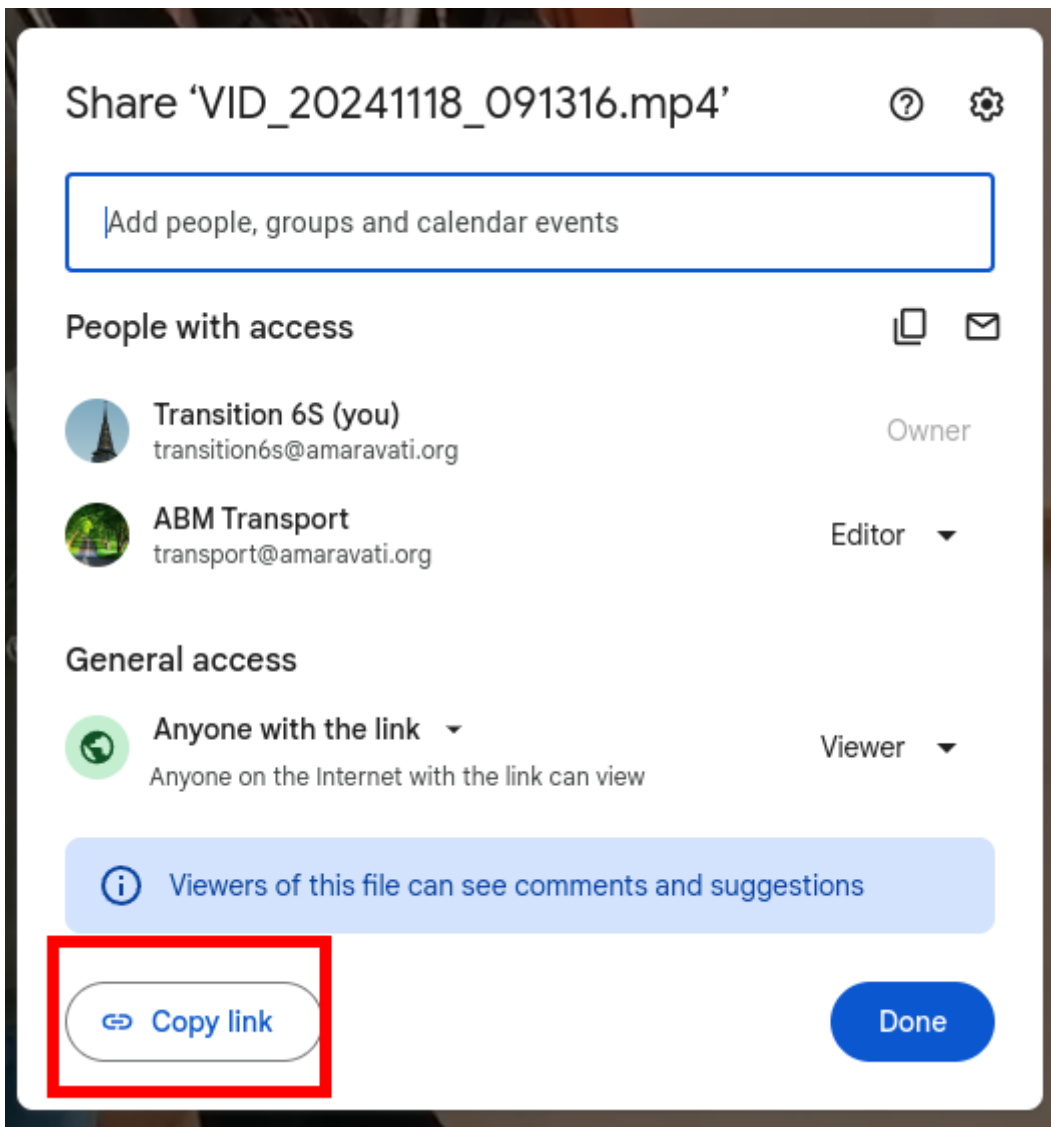 Share ‘VID_20241118_091316.mp4’
Add people, groups and calendar events
People with access
Transition 6S (you)
transition6s@amaravati.org
Owner
ABM Transport
transport@amaravati.org
Editor
General access
Anyone with the link
Anyone on the Internet with the link can view
Viewer
Viewers of this file can see comments and suggestions
Copy link
Done